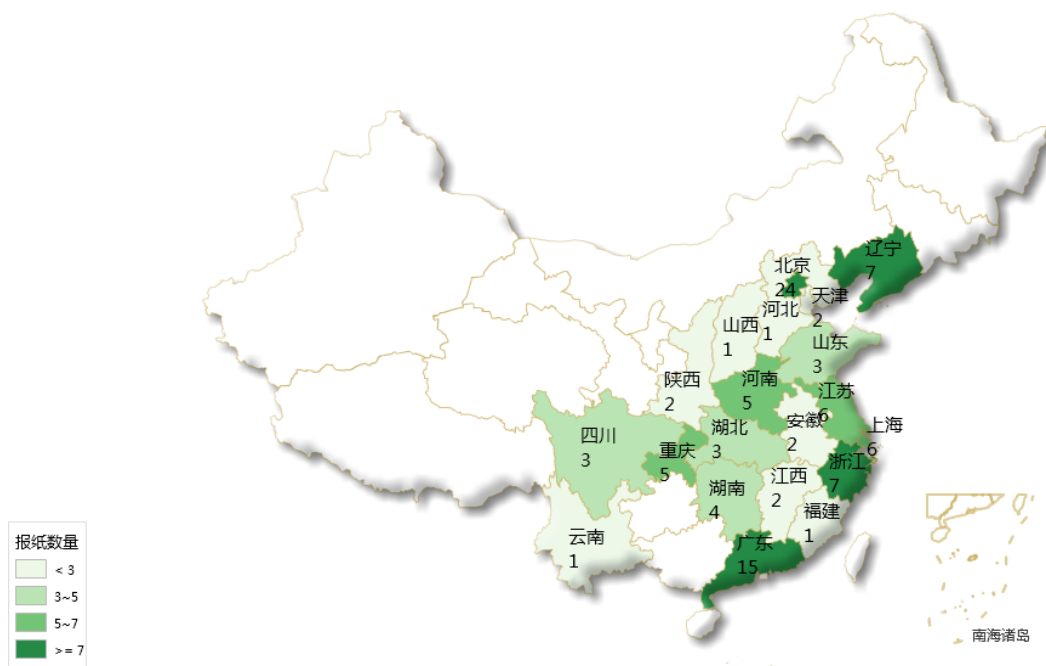 辽宁
7
北京
24
天津
2
河北
1
山西
1
山东
3
陕西
2
河南
5
江苏
6
安徽
2
上海
6
湖北
3
四川
3
重庆
5
浙江
7
江西
2
湖南
4
福建
1
云南
1
广东
15
报纸数量
< 3
3~5
5~7
>= 7
南海诸岛